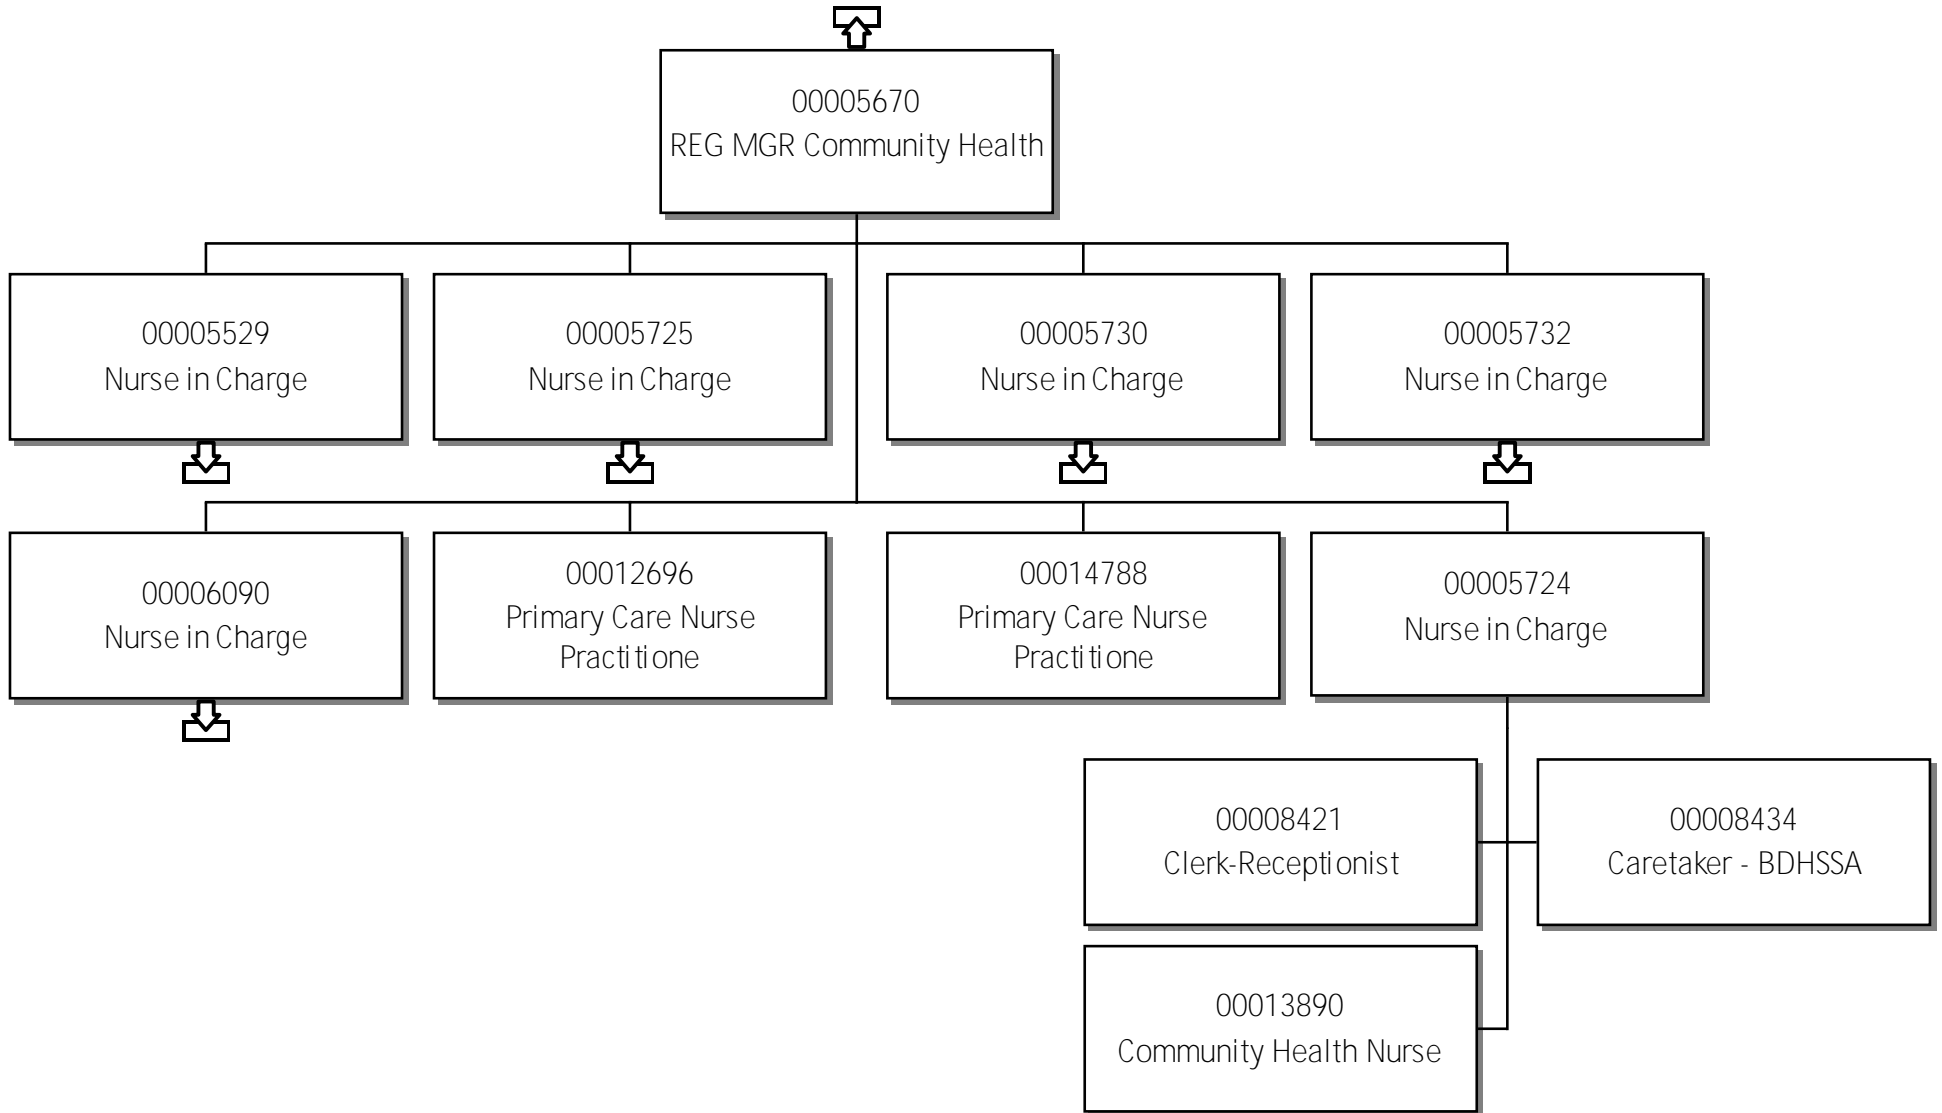 00005670
REG MGR Community Health
00005529
Nurse in Charge
00005725
Nurse in Charge
00005730
Nurse in Charge
00005732
Nurse in Charge
00006090
Nurse in Charge
00012696
Primary Care Nurse
Practitione
00014788
Primary Care Nurse
Practitione
00005724
Nurse in Charge
00008421
Clerk-Receptionist
00008434
Caretaker - BDHSSA
00013890
Community Health Nurse